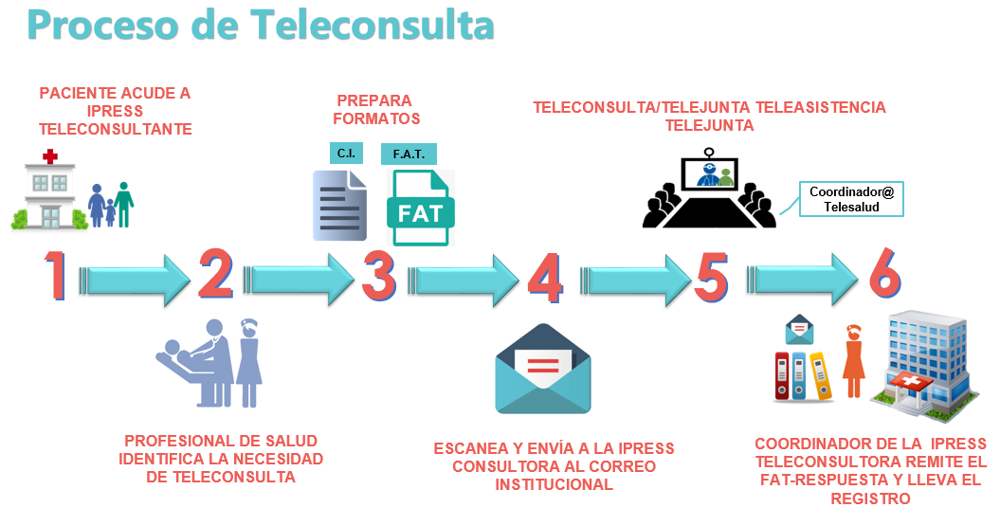 Proceso de Teleconsulta
PACIENTE ACUDE A
IPRESS
TELECONSULTANTE
PREPARA
FORMATOS
C.I.
F.A.T.
FAT
TELECONSULTA/TELEJUNTA TELEASISTENCIA
TELEJUNTA
Coordinador@
Telesalud
1
2
3
4
5
6
PROFESIONAL DE SALUD
IDENTIFICA LA NECESIDAD
DE TELECONSULTA
ESCANEA Y ENVÍA A LA IPRESS
CONSULTORA AL CORREO
INSTITUCIONAL
COORDINADOR DE LA  IPRESS
TELECONSULTORA REMITE EL
FAT-RESPUESTA Y LLEVA EL
REGISTRO